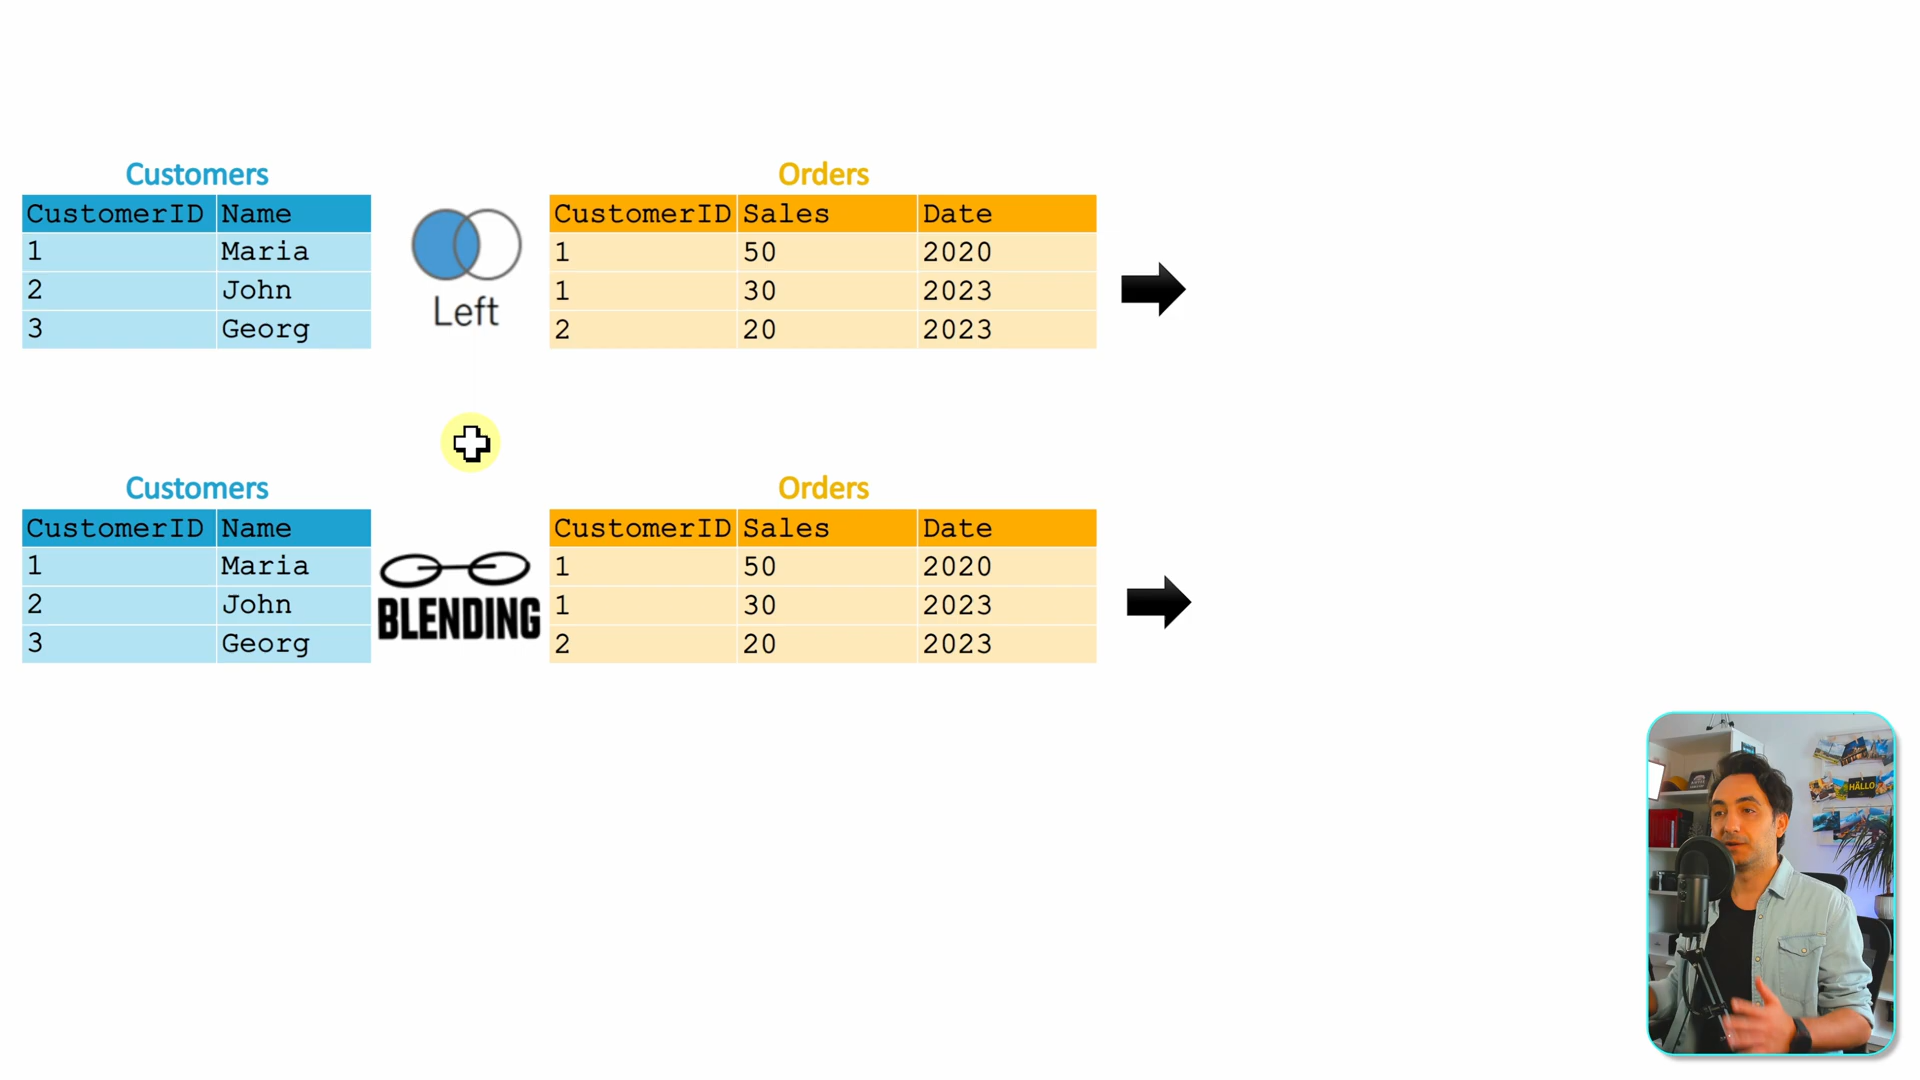 Customers
CustomerID Name
1 Maria
2 John
3 Georg
Left
Orders
CustomerID Sales Date
1 50 2020
1 30 2023
2 20 2023
Customers
CustomerID Name
1 Maria
2 John
3 Georg
BLENDING
Orders
CustomerID Sales Date
1 50 2020
1 30 2023
2 20 2023
HÄLLO